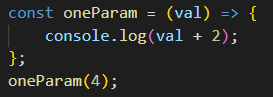 const oneParam = (val) => {
    console.log(val + 2);
};
oneParam(4);